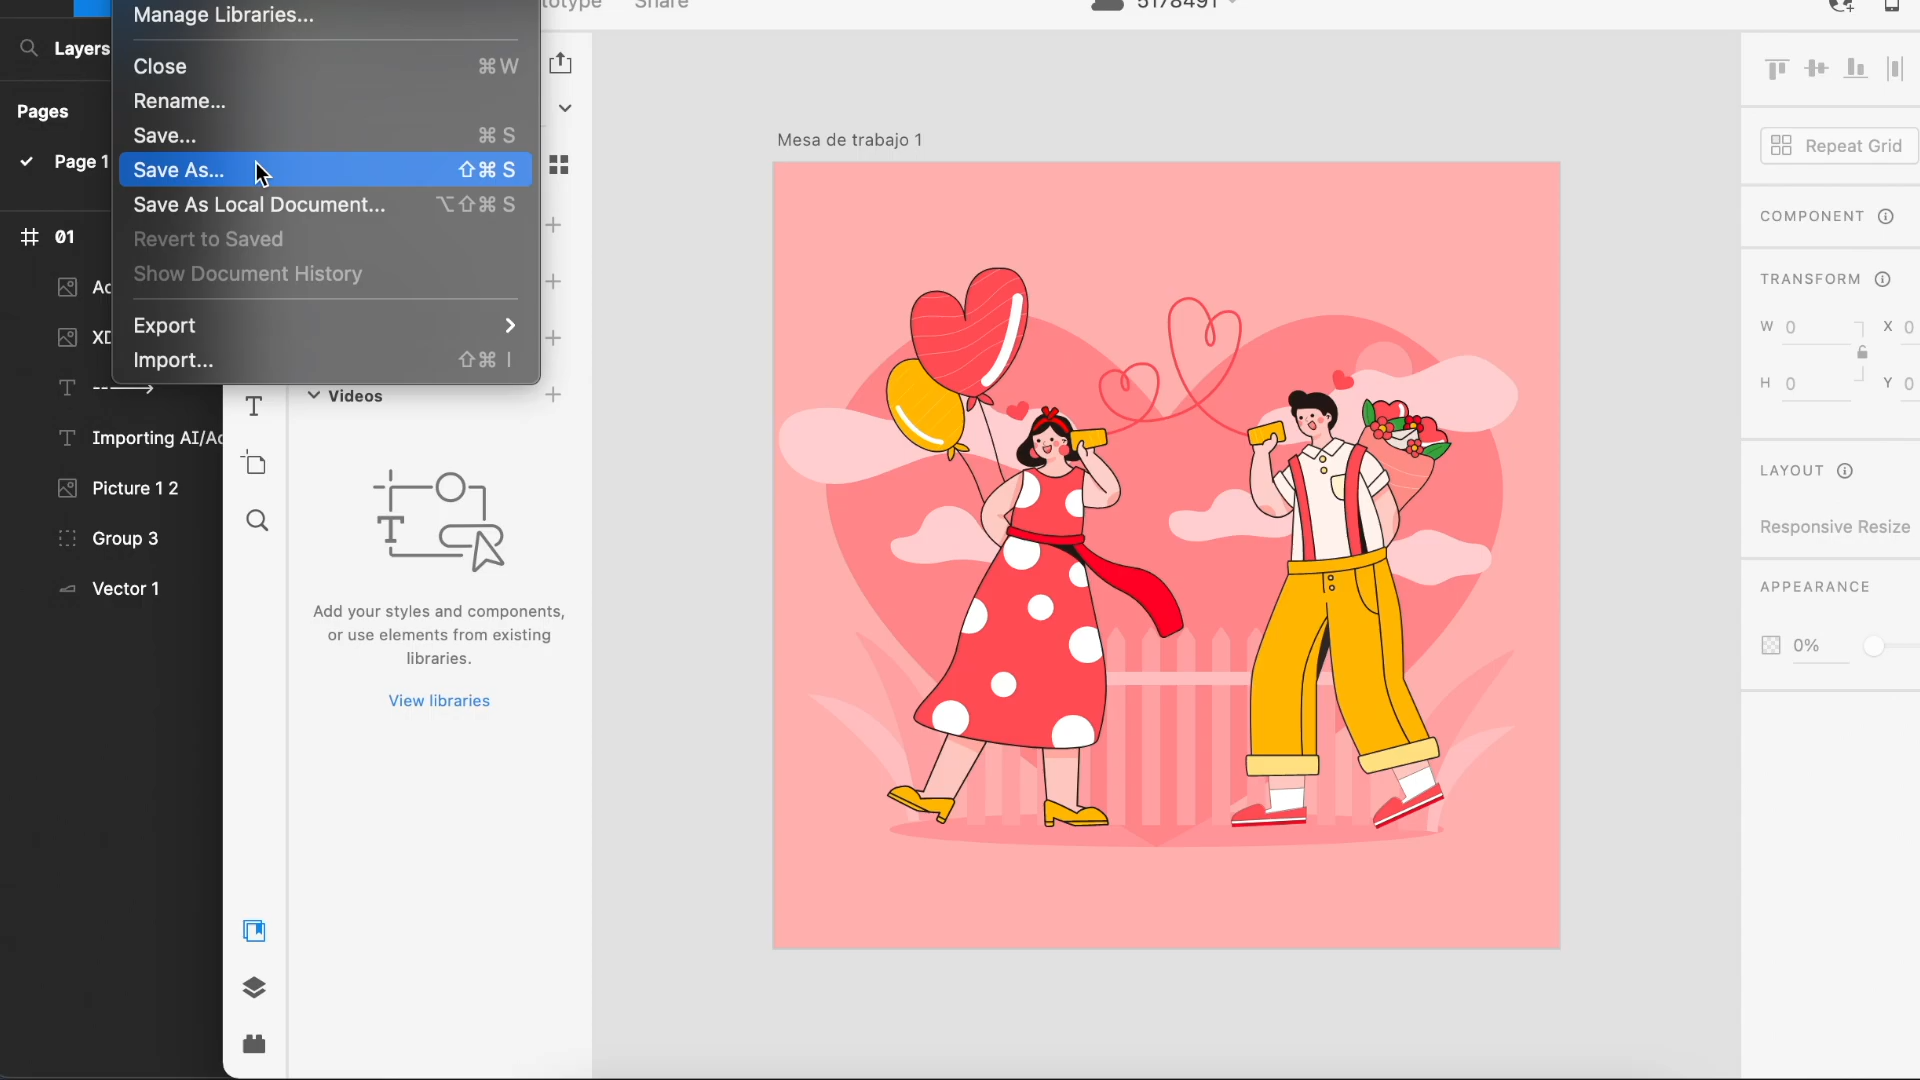 Manage Libraries...
Share
5178491
Layers
Close ⌘W
Rename...
Pages
Save... ⌘ S
Page 1
Save As... ⇧⌘ S
Save As Local Document... ⌥⇧⌘ S
Revert to Saved
01
Show Document History
Export
Import... ⇧⌘ I
-------->
Importing AI/Ac
Picture 1 2
Group 3
Vector 1
Videos
Add your styles and components,
or use elements from existing
libraries.
View libraries
Mesa de trabajo 1
Repeat Grid
COMPONENT
TRANSFORM
W 0 X 0
H 0 Y 0
LAYOUT
Responsive Resize
APPEARANCE
0%